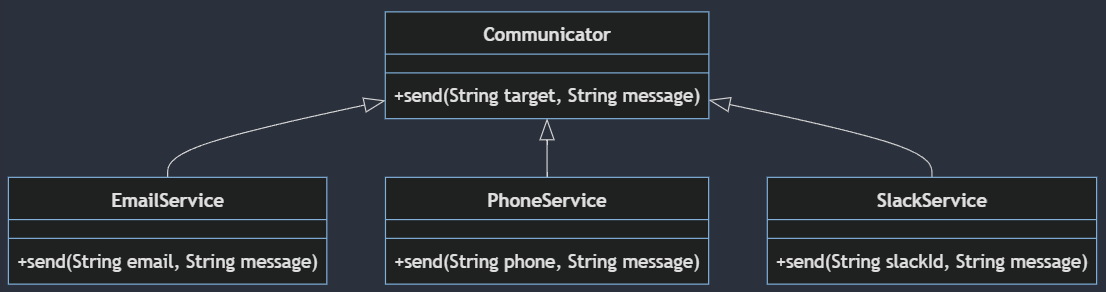 Communicator
+send(String target, String message)
EmailService
PhoneService
SlackService
+send(String email, String message)
+send(String phone, String message)
+send(String slackId, String message)